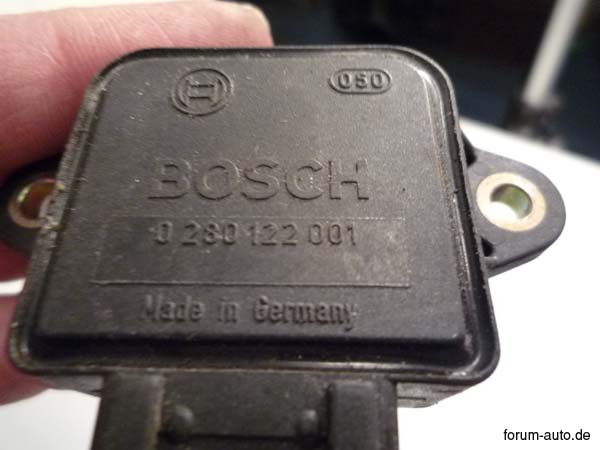 050
BOSCH
0 280 122 001
Made in Germany
forum-auto.de